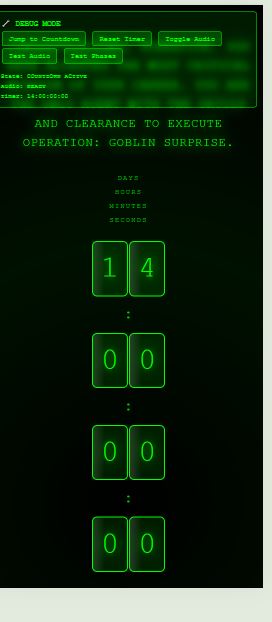 DEBUG MODE
Jump to Countdown Reset Timer Toggle Audio
Test Audio Test Phases
State: COUNTDOWN ACTIVE
Audio: READY
Timer: 14:00:00:00
AND CLEARANCE TO EXECUTE
OPERATION: GOBLIN SURPRISE.
DAYS
HOURS
MINUTES
SECONDS
1 4
:
0 0
:
0 0
:
0 0